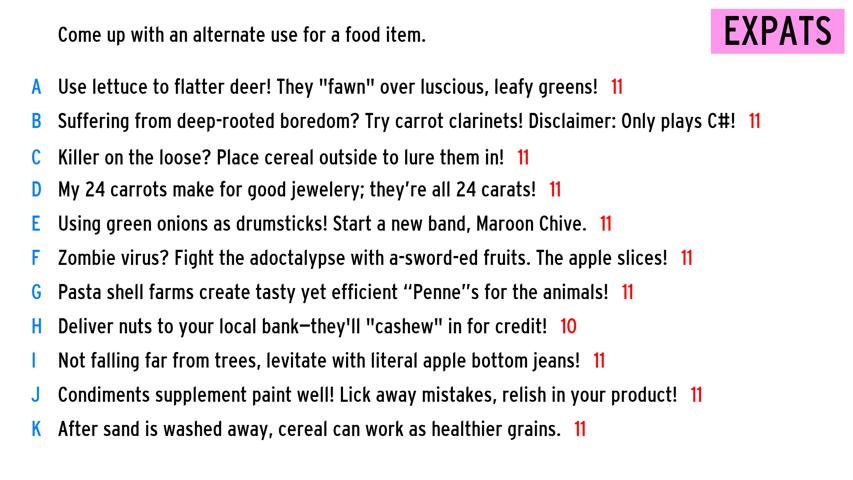 Come up with an alternate use for a food item.
EXPATS
A Use lettuce to flatter deer! They "fawn" over luscious, leafy greens! 11
B Suffering from deep-rooted boredom? Try carrot clarinets! Disclaimer: Only plays C#! 11
C Killer on the loose? Place cereal outside to lure them in! 11
D My 24 carrots make for good jewelery; they're all 24 carats! 11
E Using green onions as drumsticks! Start a new band, Maroon Chive. 11
F Zombie virus? Fight the adoctalypse with a-sword-ed fruits. The apple slices! 11
G Pasta shell farms create tasty yet efficient “Penne”s for the animals! 11
H Deliver nuts to your local bank—they'll "cashew" in for credit! 10
I Not falling far from trees, levitate with literal apple bottom jeans! 11
J Condiments supplement paint well! Lick away mistakes, relish in your product! 11
K After sand is washed away, cereal can work as healthier grains. 11